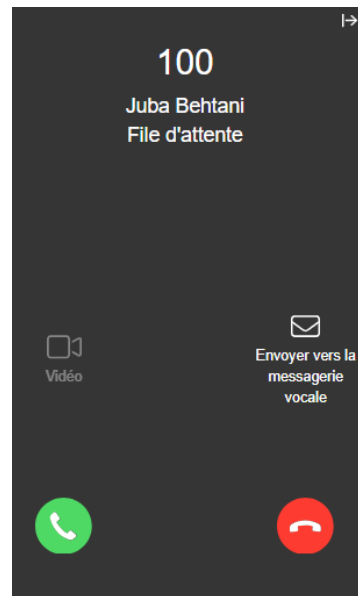 100
Juba Behtani
File d'attente
Vidéo
Envoyer vers la
messagerie
vocale